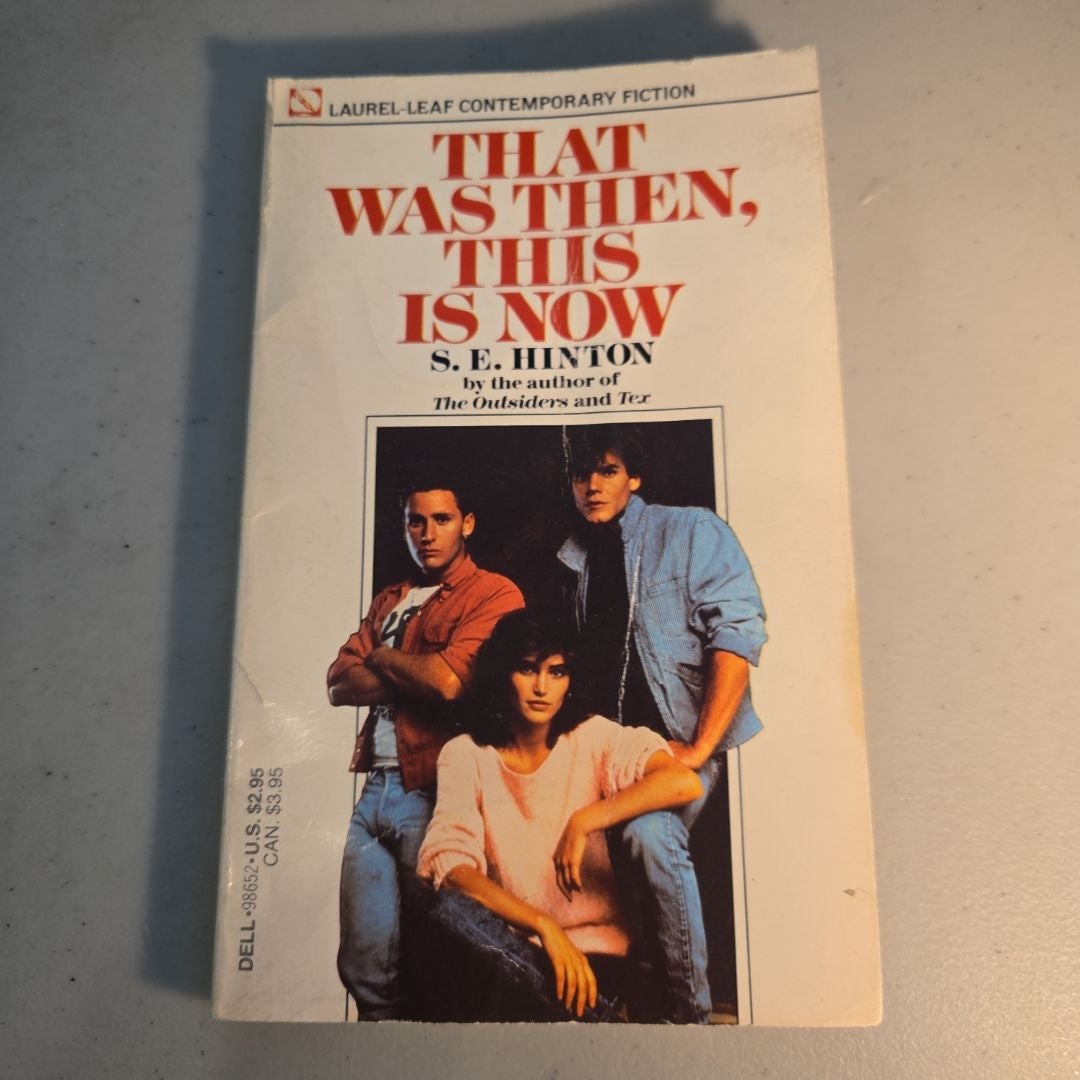 LAUREL-LEAF CONTEMPORARY FICTION
THAT
WAS THEN,
THIS
IS NOW
S. E. HINTON
by the author of
The Outsiders and Tex
DELL•98652•U.S. $2.95
CAN. $3.95